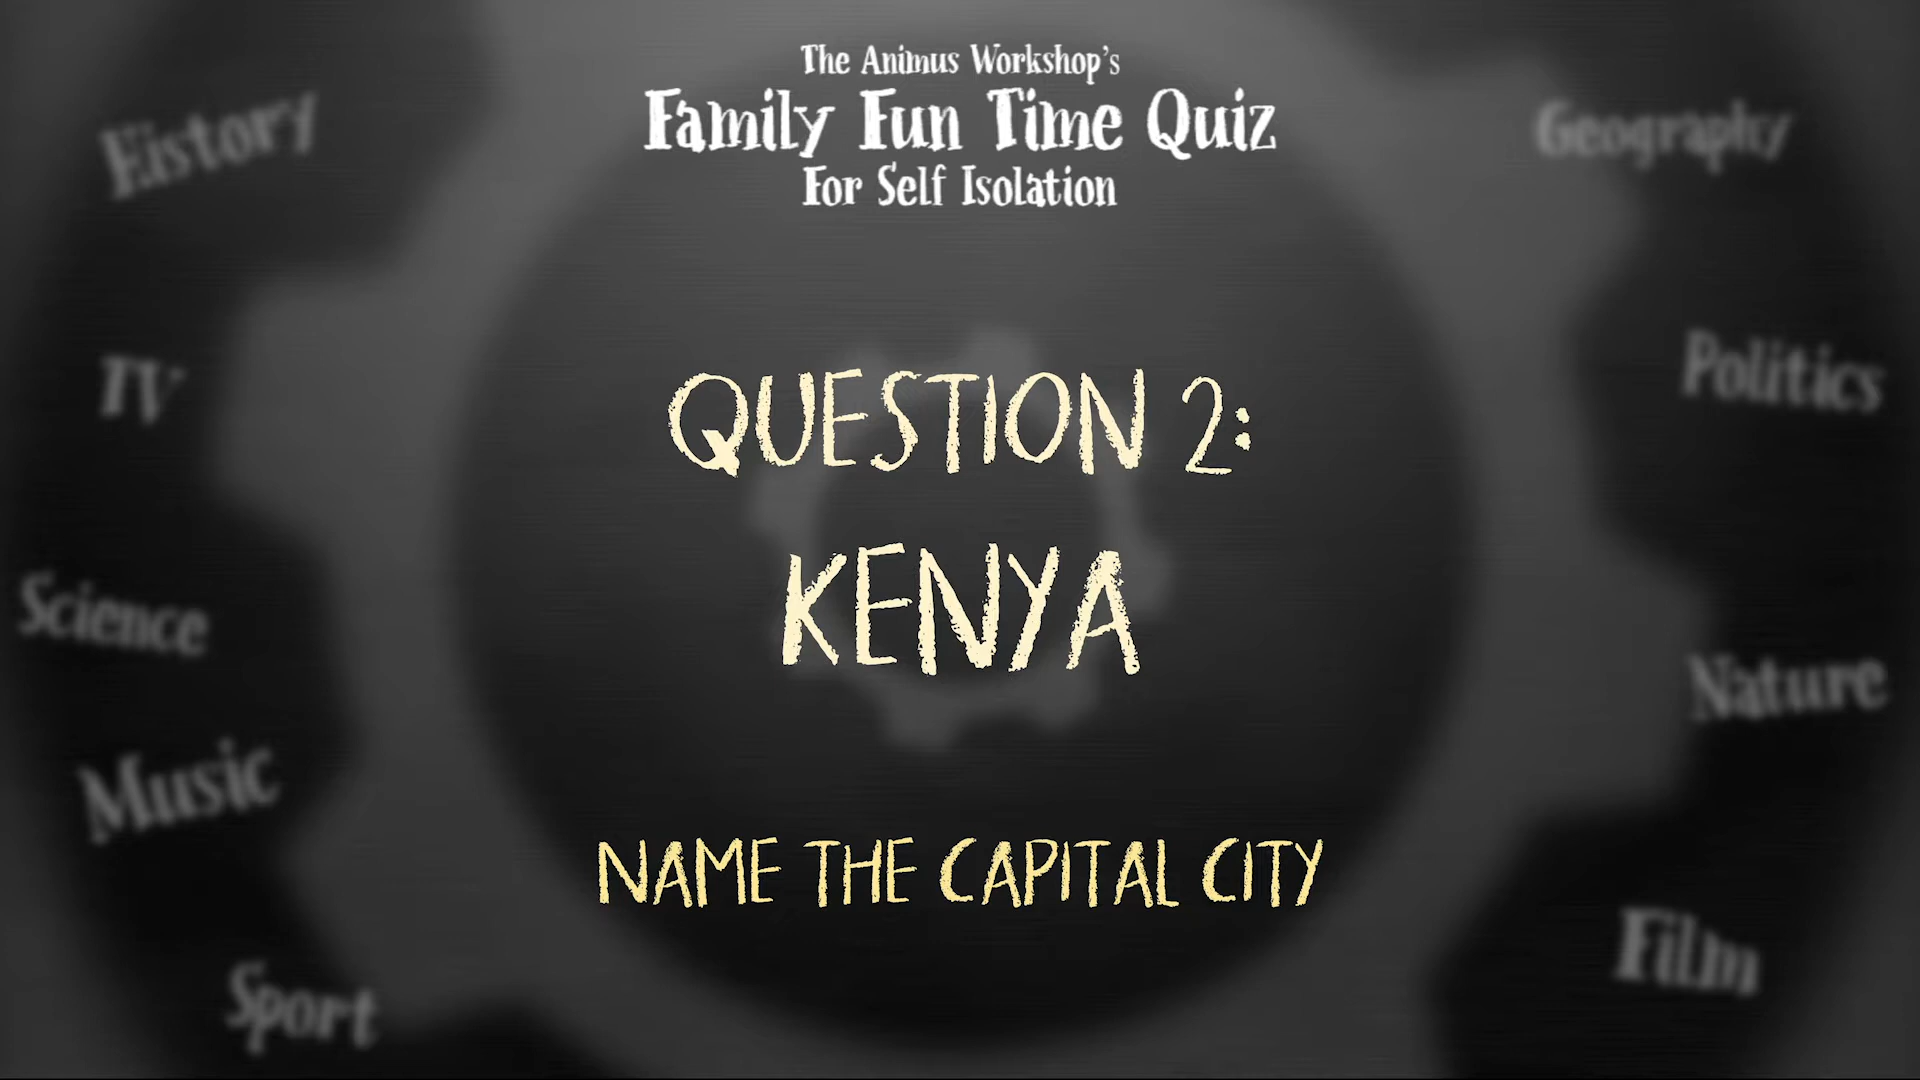 The Animus Workshop's
Family Fun Time Quiz
For Self Isolation
History
Geography
TV
Politics
QUESTION 2:
KENYA
Science
Nature
Music
NAME THE CAPITAL CITY
Film
Sport